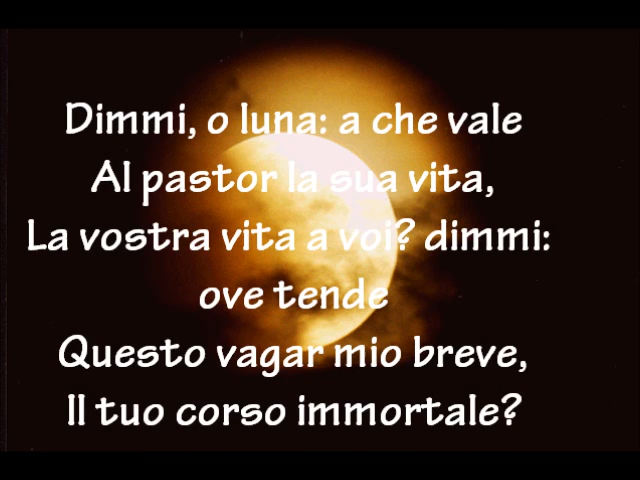 Dimmi, o luna: a che vale
Al pastor la sua vita,
La vostra vita a voi? dimmi:
ove tende
Questo vagar mio breve,
Il tuo corso immortale?